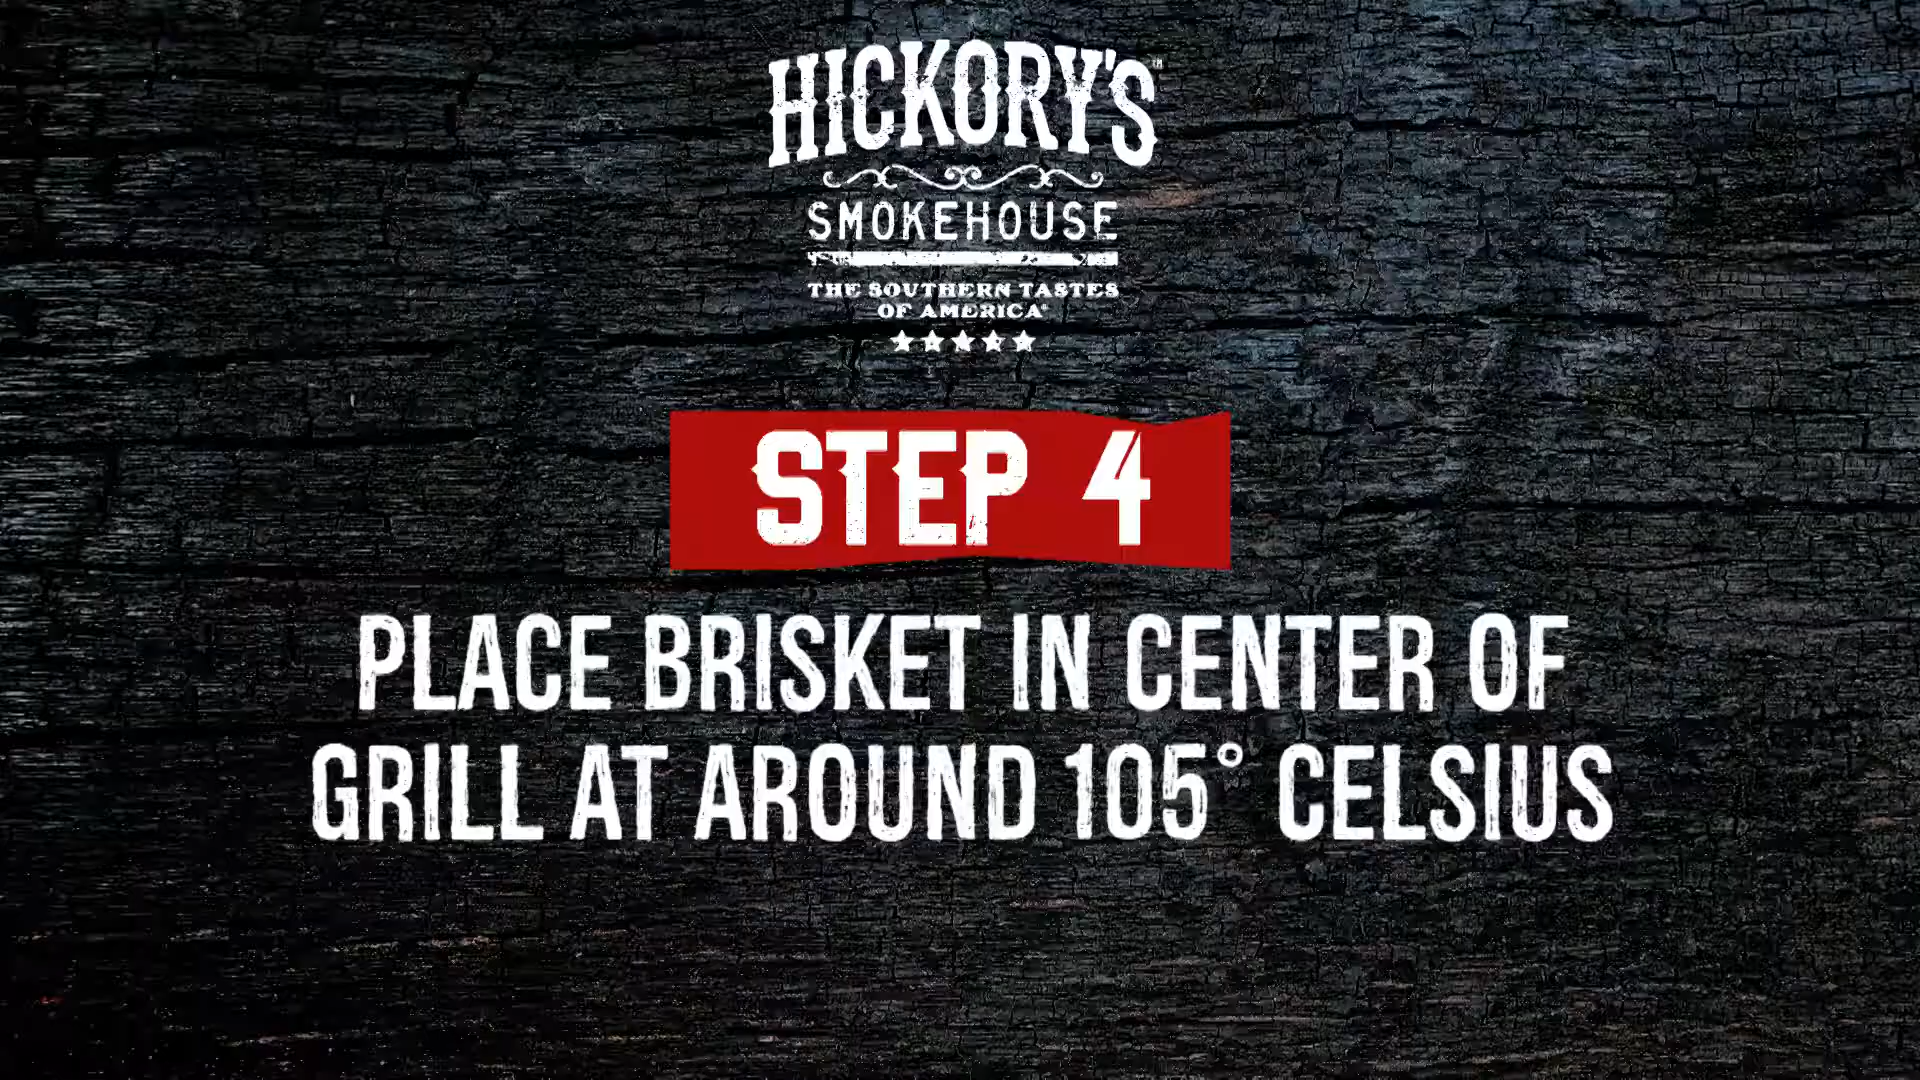 HICKORY'S™
SMOKEHOUSE
THE SOUTHERN TASTES
OF AMERICA
STEP 4
PLACE BRISKET IN CENTER OF
GRILL AT AROUND 105° CELSIUS